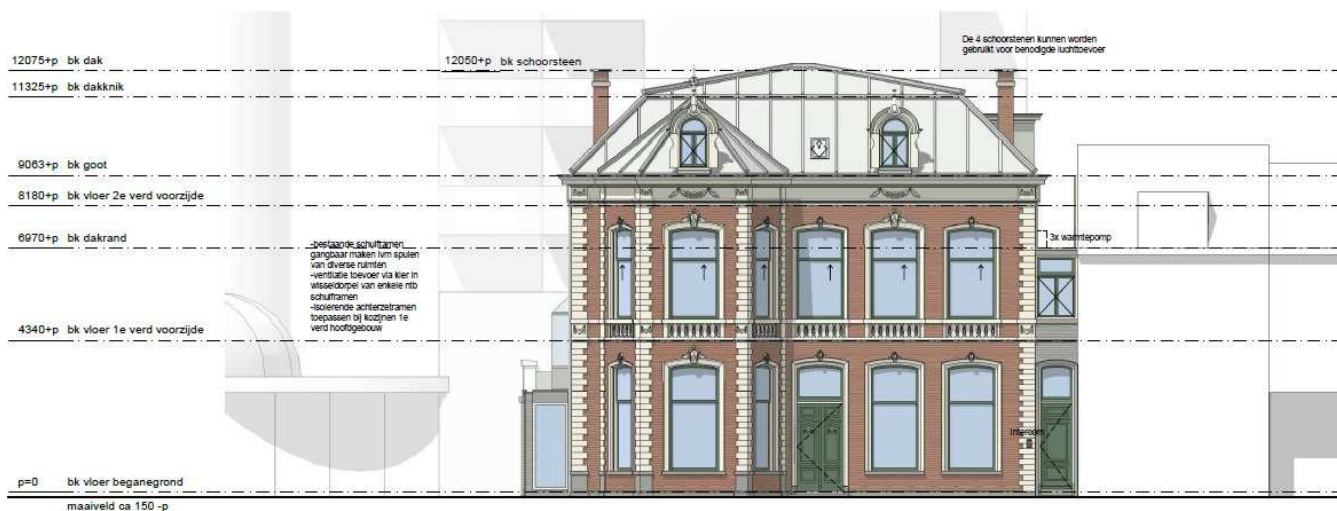 De 4 schoorstenen kunnen worden
gebruikt voor benodigde luchttoevoer
12075+p bk dak
12050+p bk schoorsteen
11325+p bk dakknik
9063+p bk goot
8180+p bk vloer 2e verd voorzijde
6970+p bk dakrand
3x warmtepomp
-bestaande schuiframen
gangbaar maken ivm spuien
van diverse ruimten
-ventilatie toevoer via kier in
wisseldorpel van enkele ntb
schuiframen
-isolerende achterzetramen
toepassen bij kozijnen 1e
verd hoofdgebouw
4340+p bk vloer 1e verd voorzijde
Intercom
p=0 bk vloer beganegrond
maaiveld ca 150 -p